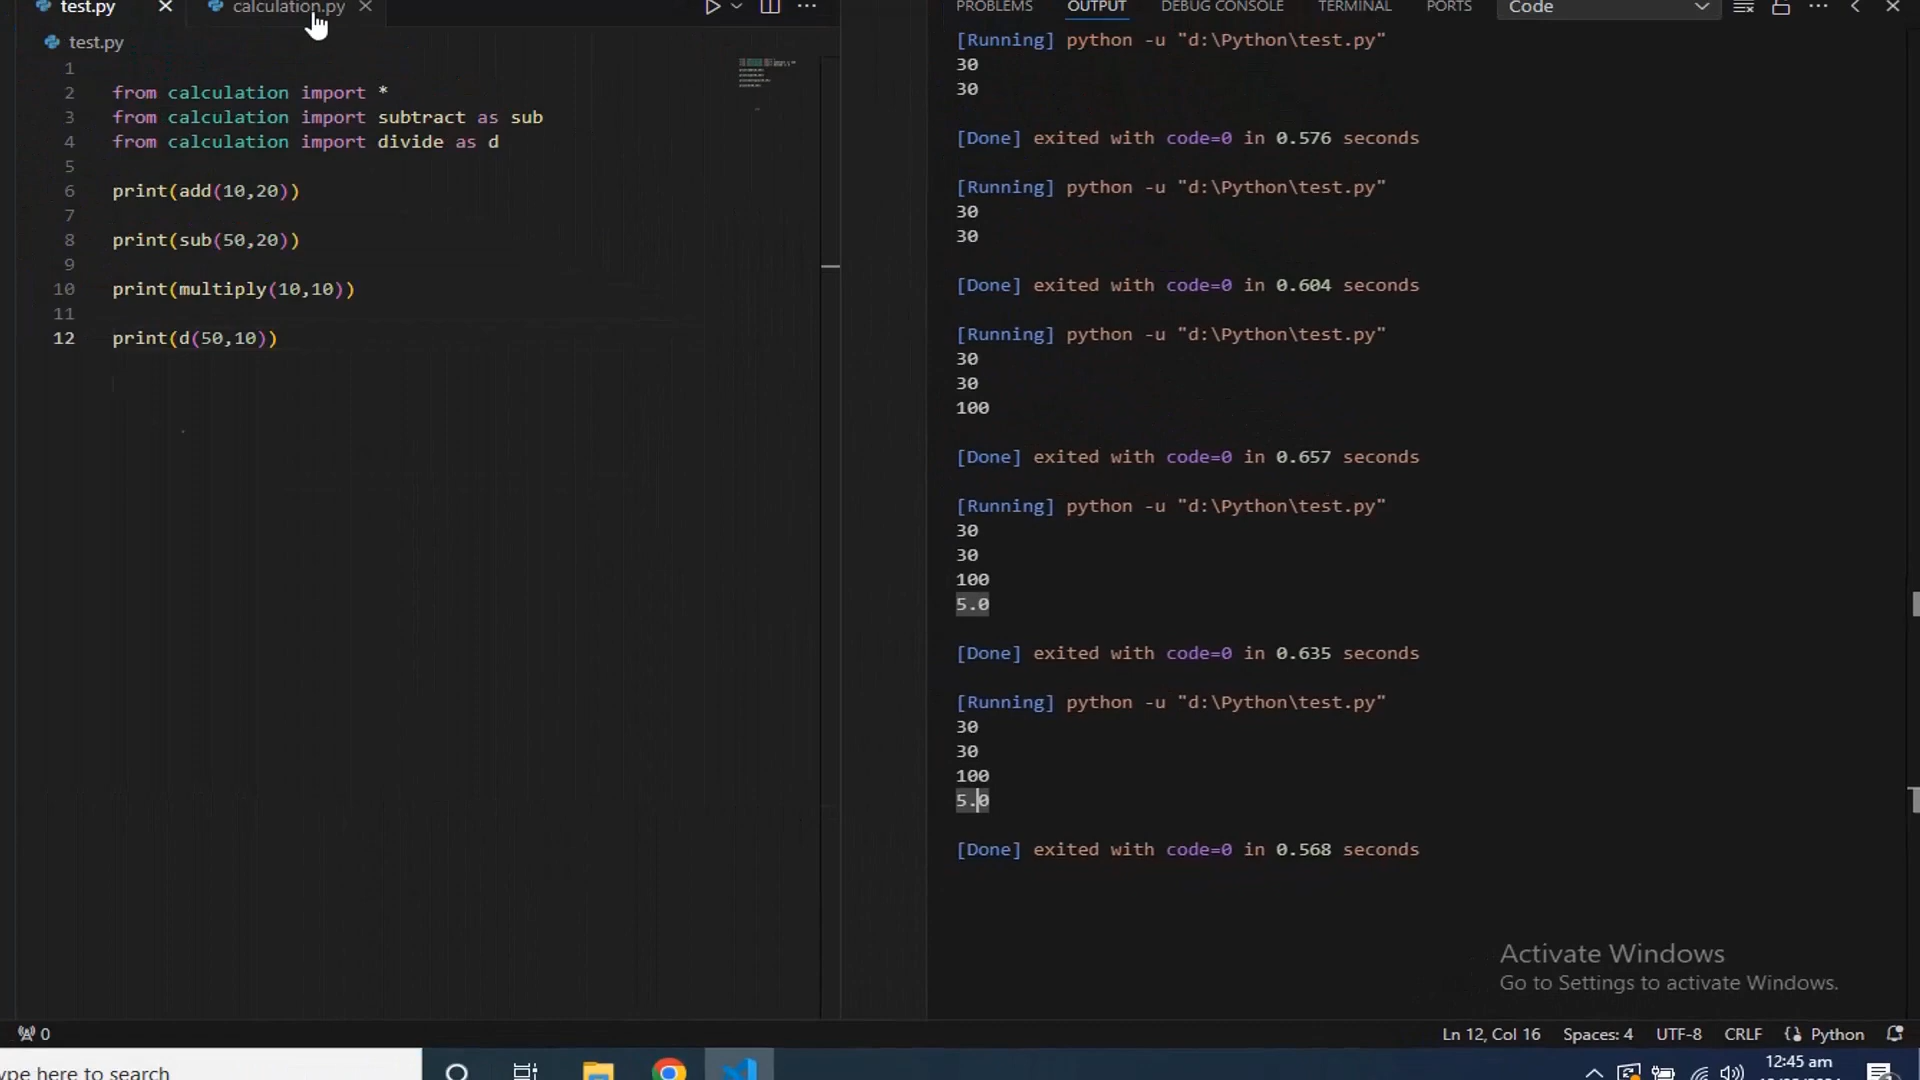 test.py
calculation.py
test.py
1
2 from calculation import *
3 from calculation import subtract as sub
4 from calculation import divide as d
5
6 print(add(10,20))
7
8 print(sub(50,20))
9
10 print(multiply(10,10))
11
12 print(d(50,10))
PROBLEMS OUTPUT DEBUG CONSOLE TERMINAL PORTS Code
[Running] python -u "d:\Python\test.py"
30
30
[Done] exited with code=0 in 0.576 seconds
[Running] python -u "d:\Python\test.py"
30
30
[Done] exited with code=0 in 0.604 seconds
[Running] python -u "d:\Python\test.py"
30
30
100
[Done] exited with code=0 in 0.657 seconds
[Running] python -u "d:\Python\test.py"
30
30
100
5.0
[Done] exited with code=0 in 0.635 seconds
[Running] python -u "d:\Python\test.py"
30
30
100
5.0
[Done] exited with code=0 in 0.568 seconds
Activate Windows
Go to Settings to activate Windows.
0
Ln 12, Col 16 Spaces: 4 UTF-8 CRLF Python
ype here to search
12:45 am